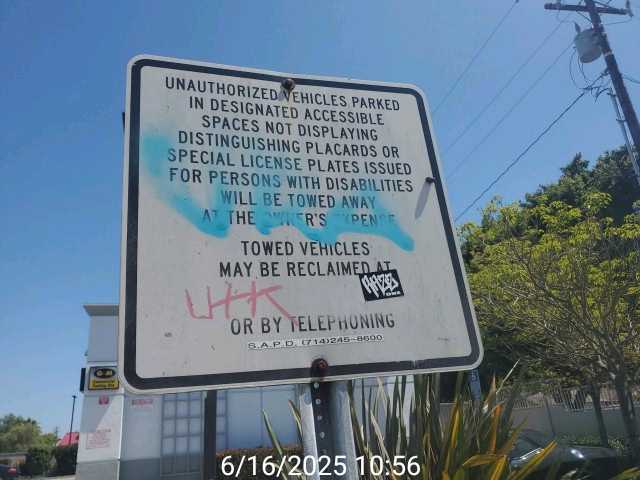 UNAUTHORIZED VEHICLES PARKED
IN DESIGNATED ACCESSIBLE
SPACES NOT DISPLAYING
DISTINGUISHING PLACARDS OR
SPECIAL LICENSE PLATES ISSUED
FOR PERSONS WITH DISABILITIES
WILL BE TOWED AWAY
AT THE OWNER'S EXPENSE
TOWED VEHICLES
MAY BE RECLAIMED AT
OR BY TELEPHONING
S.A.P.D. (714)245-8600
6/16/2025 10:56